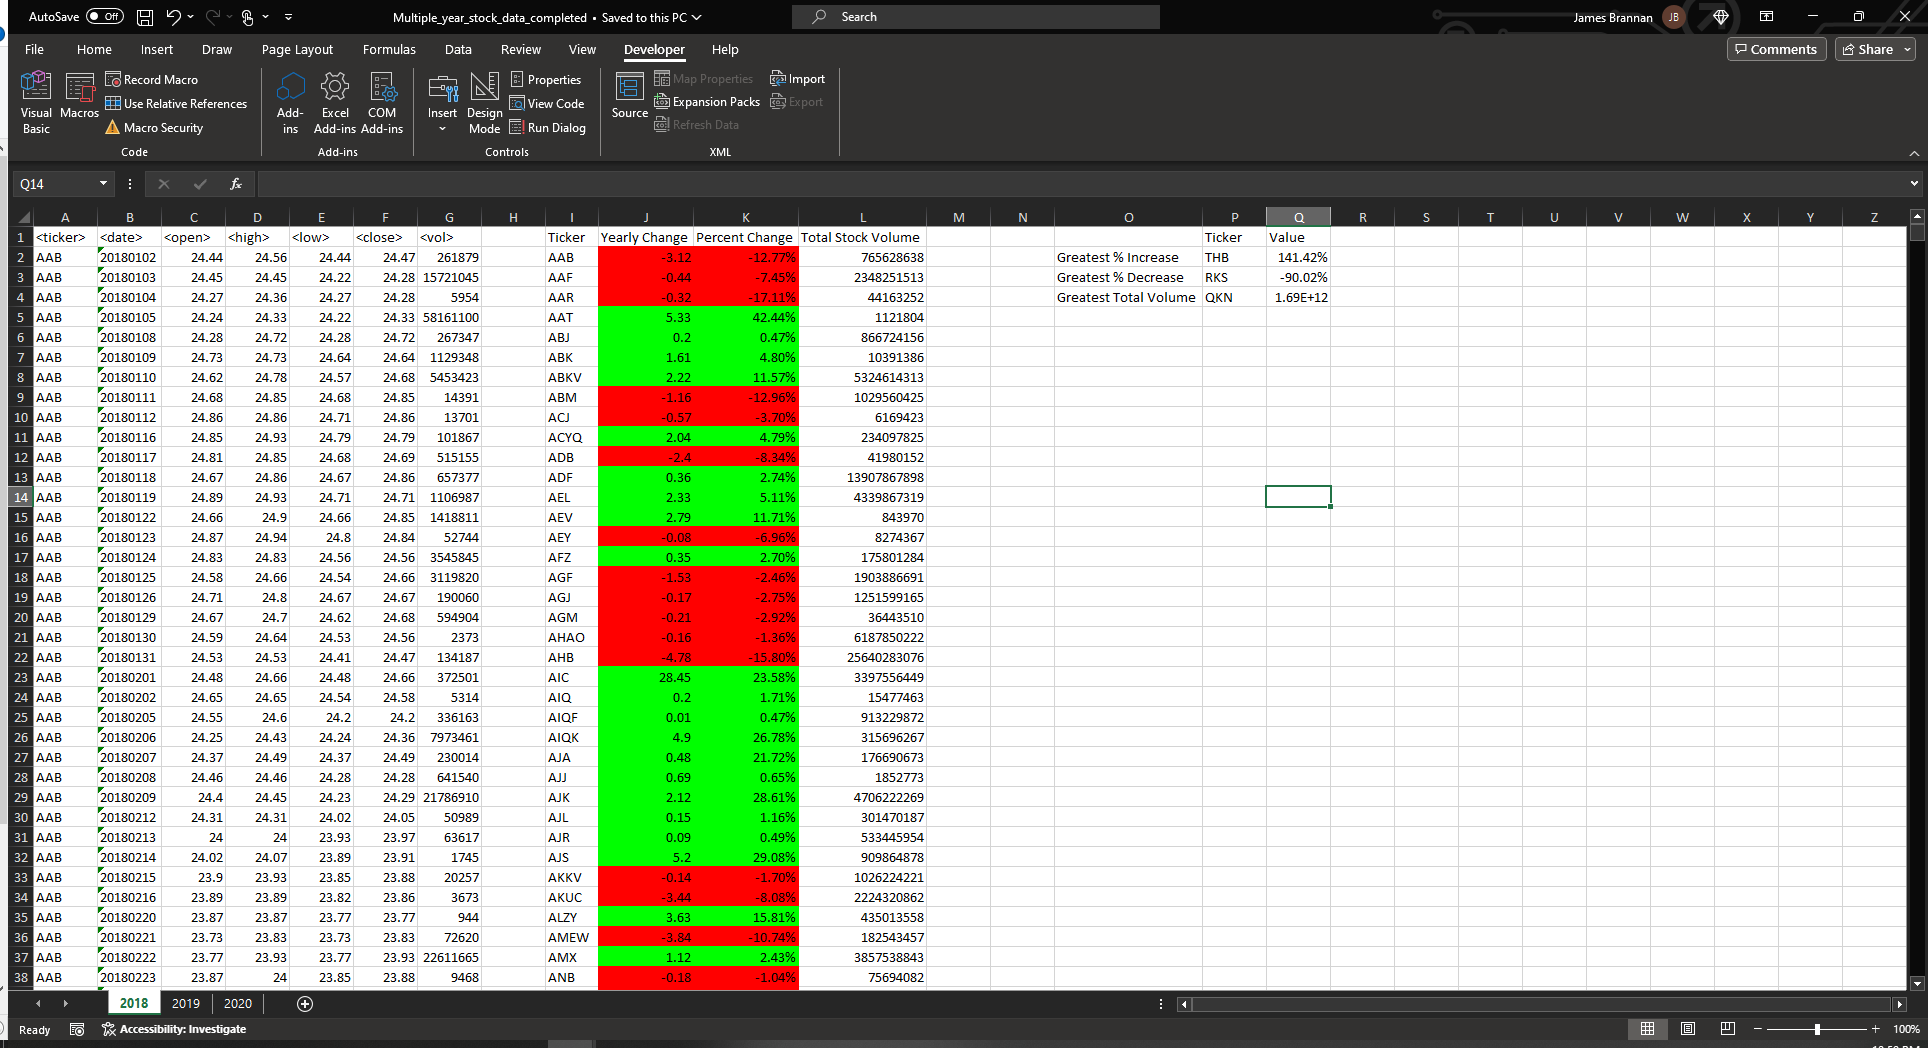 AutoSave Off Multiple_year_stock_data_completed • Saved to this PC Search James Brannan JB
File Home Insert Draw Page Layout Formulas Data Review View Developer Help Comments Share
Visual Basic
Macros
Record Macro
Use Relative References
Macro Security
Code
Add-ins
Excel Add-ins
COM Add-ins
Add-ins
Insert
Design Mode
Properties
View Code
Run Dialog
Controls
Source
Map Properties
Expansion Packs
Refresh Data
Import
Export
XML
Q14 fx
A B C D E F G H I J K L M N O P Q R S T U V W X Y Z
1 <ticker> <date> <open> <high> <low> <close> <vol> Ticker Yearly Change Percent Change Total Stock Volume Ticker Value
2 AAB 20180102 24.44 24.56 24.44 24.47 261879 AAB -3.12 -12.77% 765628638 Greatest % Increase THB 141.42%
3 AAB 20180103 24.45 24.45 24.22 24.28 15721045 AAF -0.44 -7.45% 2348251513 Greatest % Decrease RKS -90.02%
4 AAB 20180104 24.27 24.36 24.27 24.28 5954 AAR -0.32 -17.11% 44163252 Greatest Total Volume QKN 1.69E+12
5 AAB 20180105 24.24 24.33 24.22 24.33 58161100 AAT 5.33 42.44% 1121804
6 AAB 20180108 24.28 24.72 24.28 24.72 267347 ABJ 0.2 0.47% 866724156
7 AAB 20180109 24.73 24.73 24.64 24.64 1129348 ABK 1.61 4.80% 10391386
8 AAB 20180110 24.62 24.78 24.57 24.68 5453423 ABKV 2.22 11.57% 5324614313
9 AAB 20180111 24.68 24.85 24.68 24.85 14391 ABM -1.16 -12.96% 1029560425
10 AAB 20180112 24.86 24.86 24.71 24.86 13701 ACJ -0.57 -3.70% 6169423
11 AAB 20180116 24.85 24.93 24.79 24.79 101867 ACYQ 2.04 4.79% 234097825
12 AAB 20180117 24.81 24.85 24.68 24.69 515155 ADB -2.4 -8.34% 41980152
13 AAB 20180118 24.67 24.86 24.67 24.86 657377 ADF 0.36 2.74% 13907867898
14 AAB 20180119 24.89 24.93 24.71 24.71 1106987 AEL 2.33 5.11% 4339867319
15 AAB 20180122 24.66 24.9 24.66 24.85 1418811 AEV 2.79 11.71% 843970
16 AAB 20180123 24.87 24.94 24.8 24.84 52744 AEY -0.08 -6.96% 8274367
17 AAB 20180124 24.83 24.83 24.56 24.56 3545845 AFZ 0.35 2.70% 175801284
18 AAB 20180125 24.58 24.66 24.54 24.66 3119820 AGF -1.53 -2.46% 1903886691
19 AAB 20180126 24.71 24.8 24.67 24.67 190060 AGJ -0.17 -2.75% 1251599165
20 AAB 20180129 24.67 24.7 24.62 24.68 594904 AGM -0.21 -2.92% 36443510
21 AAB 20180130 24.59 24.64 24.53 24.56 2373 AHAO -0.16 -1.36% 6187850222
22 AAB 20180131 24.53 24.53 24.41 24.47 134187 AHB -4.78 -15.80% 25640283076
23 AAB 20180201 24.48 24.66 24.48 24.66 372501 AIC 28.45 23.58% 3397556449
24 AAB 20180202 24.65 24.65 24.54 24.58 5314 AIQ 0.2 1.71% 15477463
25 AAB 20180205 24.55 24.6 24.2 24.2 336163 AIQF 0.01 0.47% 913229872
26 AAB 20180206 24.25 24.43 24.24 24.36 7973461 AIQK 4.9 26.78% 315696267
27 AAB 20180207 24.37 24.49 24.37 24.49 230014 AJA 0.48 21.72% 176690673
28 AAB 20180208 24.46 24.46 24.28 24.28 641540 AJJ 0.69 0.65% 1852773
29 AAB 20180209 24.4 24.45 24.23 24.29 21786910 AJK 2.12 28.61% 4706222269
30 AAB 20180212 24.31 24.31 24.02 24.05 50989 AJL 0.15 1.16% 301470187
31 AAB 20180213 24 24 23.93 23.97 63617 AJR 0.09 0.49% 533445954
32 AAB 20180214 24.02 24.07 23.89 23.91 1745 AJS 5.2 29.08% 909864878
33 AAB 20180215 23.9 23.93 23.85 23.88 20257 AKKV -0.14 -1.70% 1026224221
34 AAB 20180216 23.89 23.89 23.82 23.86 3673 AKUC -3.44 -8.08% 2224320862
35 AAB 20180220 23.87 23.87 23.77 23.77 944 ALZY 3.63 15.81% 435013558
36 AAB 20180221 23.73 23.83 23.73 23.83 72620 AMEW -3.84 -10.74% 182543457
37 AAB 20180222 23.77 23.93 23.77 23.93 22611665 AMX 1.12 2.43% 3857538843
38 AAB 20180223 23.87 24 23.85 23.88 9468 ANB -0.18 -1.04% 75694082
2018 2019 2020
Ready Accessibility: Investigate 100%